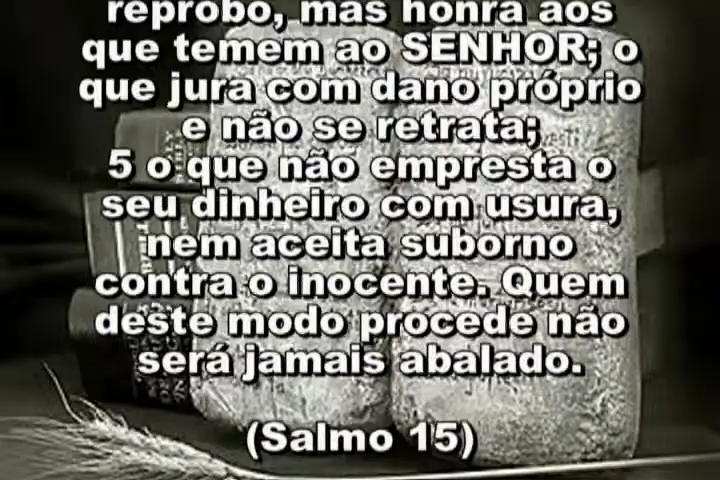 réprobo, mas honra aos
que temem ao SENHOR; o
que jura com dano próprio
e não se retrata;
5 o que não empresta o
seu dinheiro com usura,
nem aceita suborno
contra o inocente. Quem
deste modo procede não
será jamais abalado.
(Salmo 15)